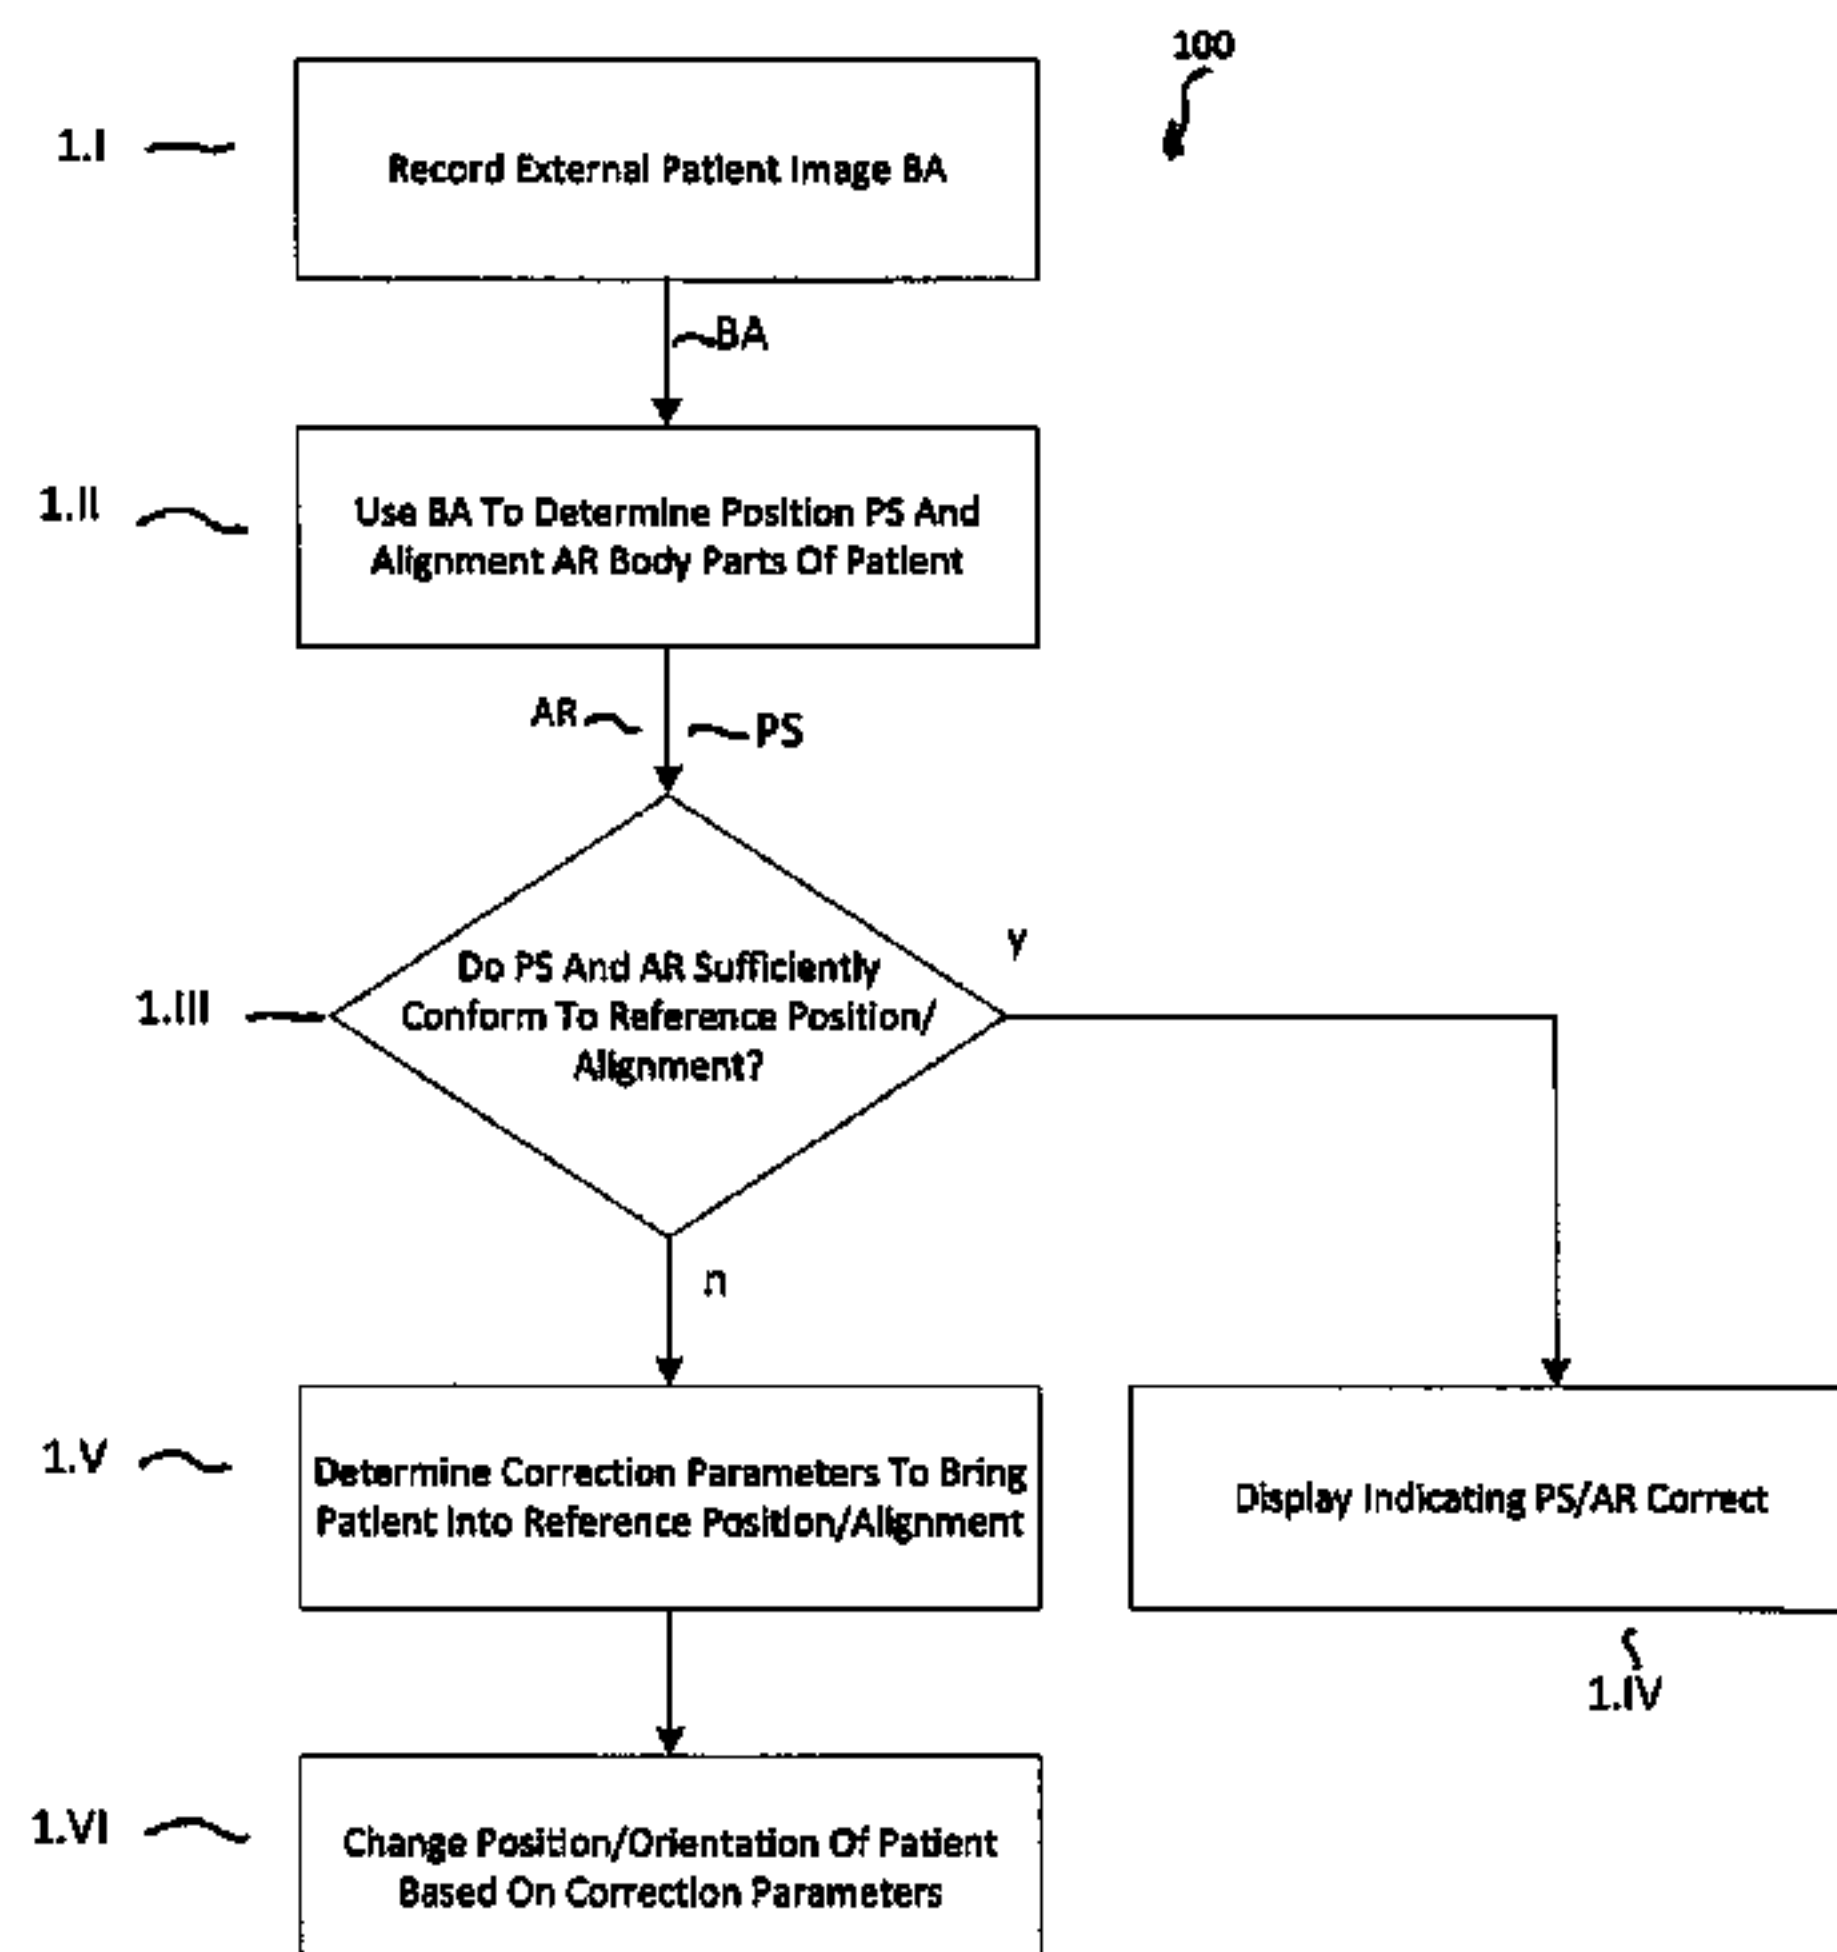 100
1.I
Record External Patient Image BA
BA
1.II
Use BA To Determine Position PS And
Alignment AR Body Parts Of Patient
AR
PS
Do PS And AR Sufficiently
Conform To Reference Position/
Alignment?
1.III
y
n
1.V
Determine Correction Parameters To Bring
Patient Into Reference Position/Alignment
Display Indicating PS/AR Correct
1.IV
1.VI
Change Position/Orientation Of Patient
Based On Correction Parameters